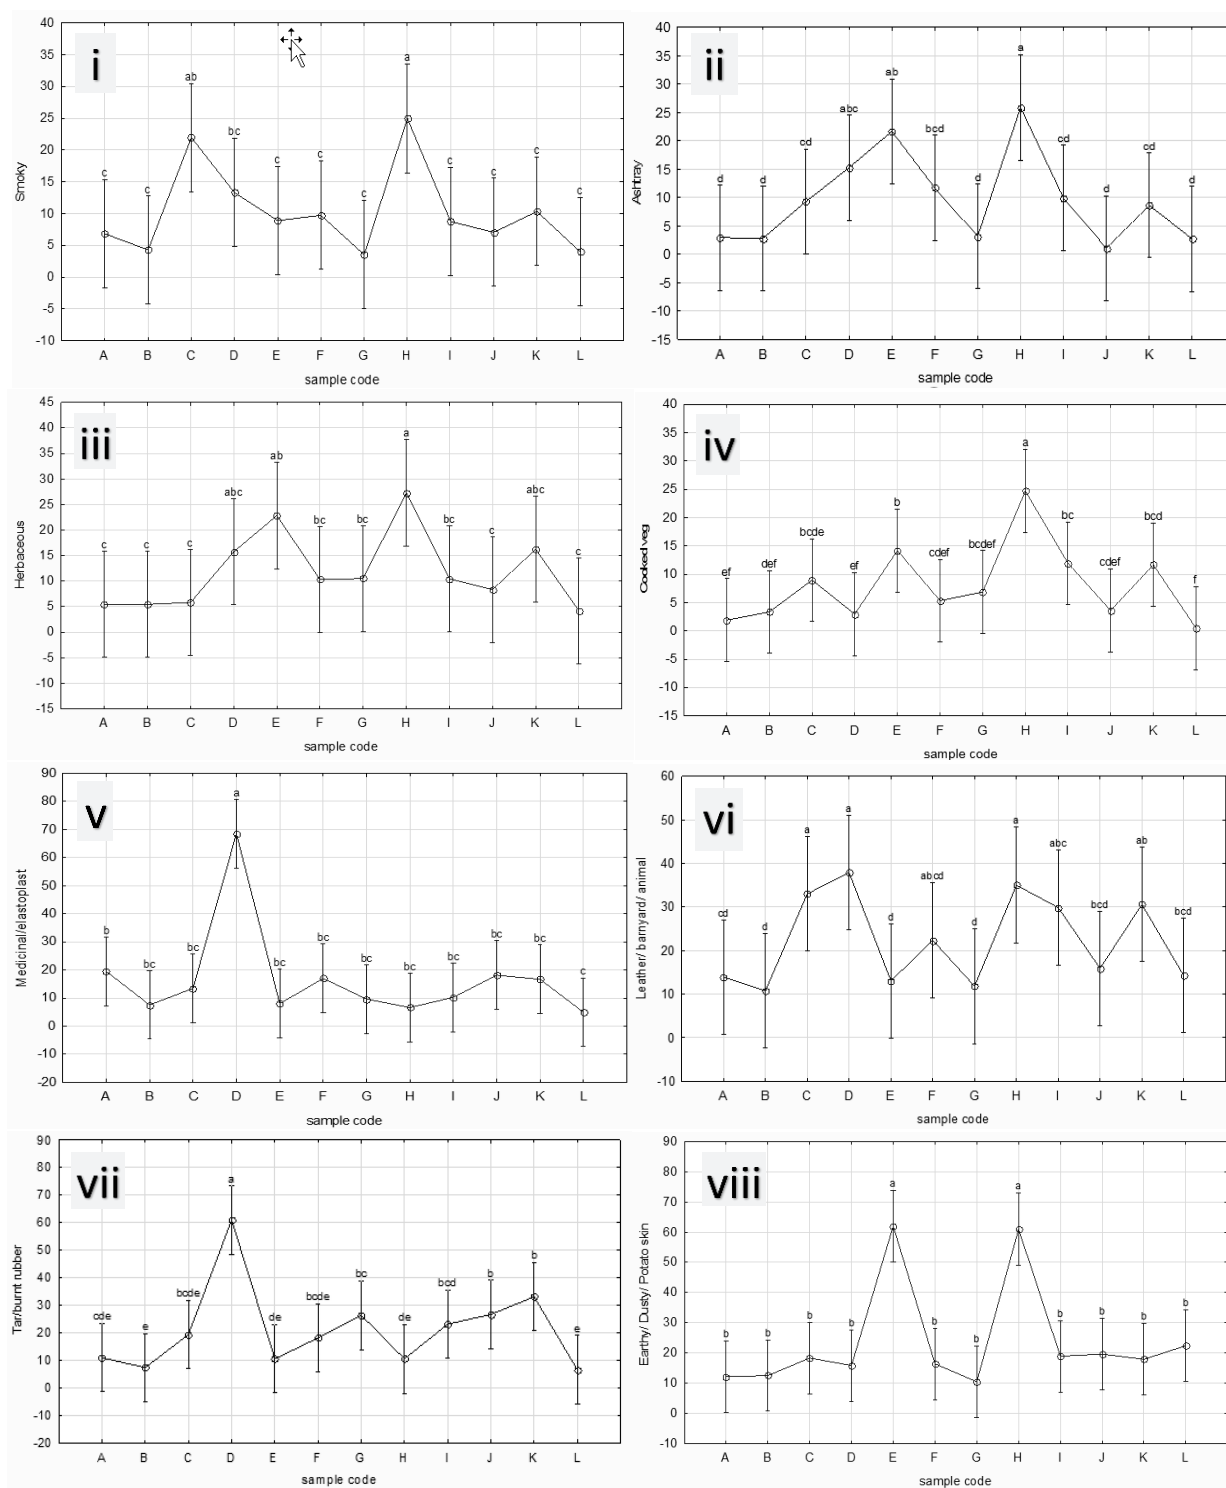 i
Smoky
40
35
30
25
20
15
10
5
0
-5
-10
c c ab bc c c c a c c c c
A B C D E F G H I J K L
sample code
ii
Ashtray
40
35
30
25
20
15
10
5
0
-5
-10
-15
d d cd abc ab bcd d a cd d cd d
A B C D E F G H I J K L
sample code
iii
Herbaceous
45
40
35
30
25
20
15
10
5
0
-5
-10
-15
c c c abc ab bc bc a bc c abc c
A B C D E F G H I J K L
sample code
iv
Cooked veg
40
35
30
25
20
15
10
5
0
-5
-10
-15
ef def bcde ef b cdef bcdef a bc cdef bcd f
A B C D E F G H I J K L
sample code
v
Medicinal/elastoplast
90
80
70
60
50
40
30
20
10
0
-10
-20
b bc bc a bc bc bc bc bc bc bc c
A B C D E F G H I J K L
sample code
vi
Leather/ barnyard/ animal
60
50
40
30
20
10
0
-10
cd d a a d abcd d a abc bcd ab bcd
A B C D E F G H I J K L
sample code
vii
Tar/burnt rubber
90
80
70
60
50
40
30
20
10
0
-10
-20
cde e bcde a de bcde bc de bcd b b e
A B C D E F G H I J K L
sample code
viii
Earthy/ Dusty/ Potato skin
90
80
70
60
50
40
30
20
10
0
-10
b b b b a b b a b b b b
A B C D E F G H I J K L
sample code